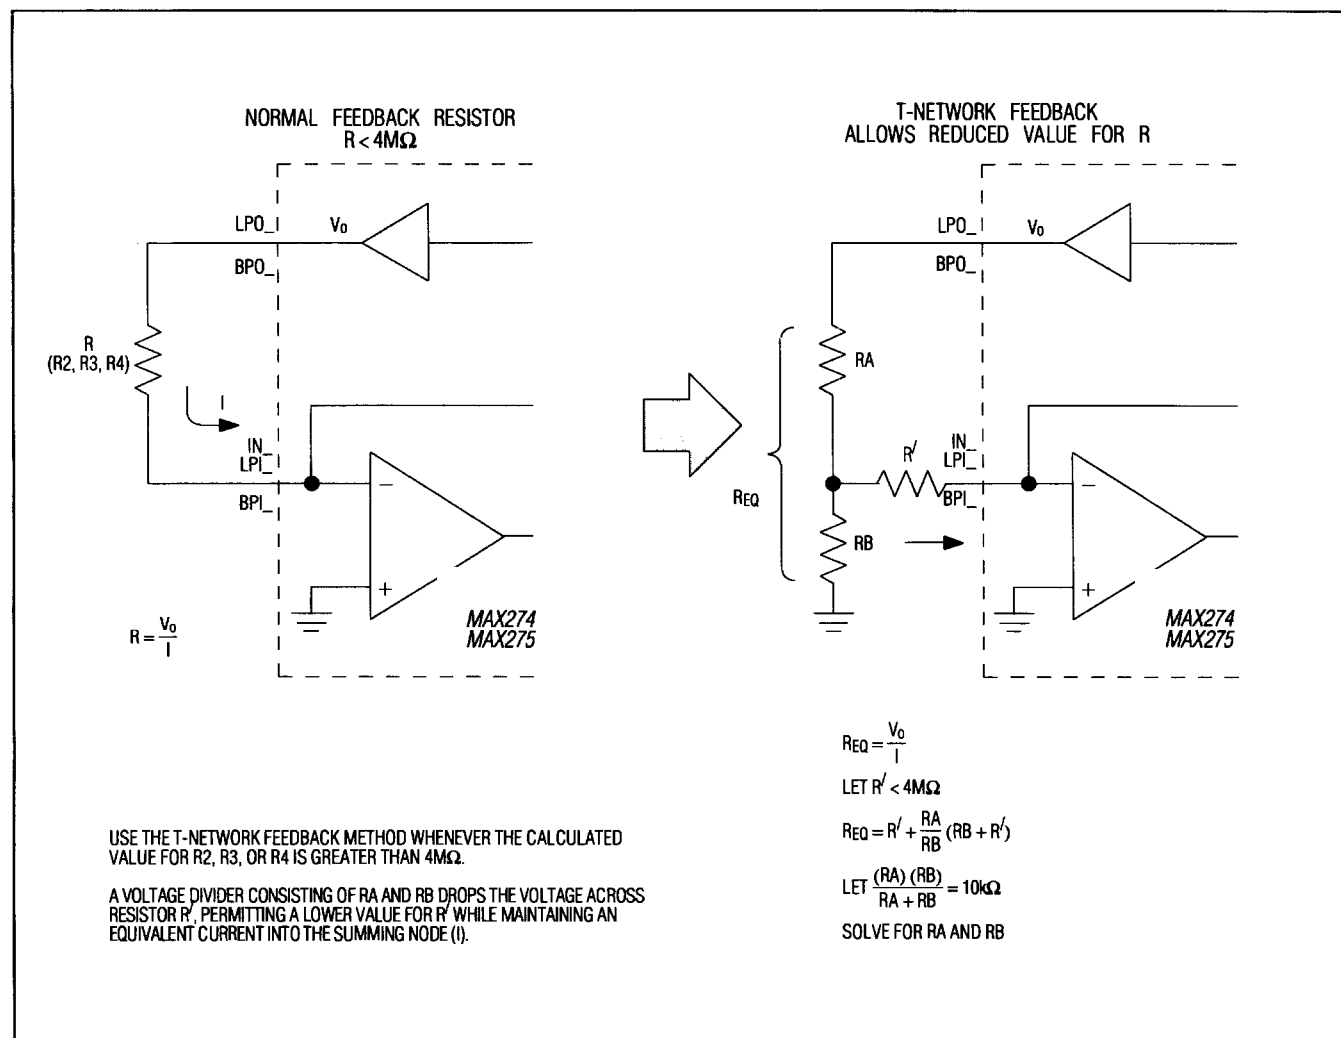 NORMAL FEEDBACK RESISTOR
R < 4MΩ
LPO_
V₀
BPO_
R
(R2, R3, R4)
I
IN_
LPI_
BPI_
−
+
MAX274
MAX275
R = V₀/I
T-NETWORK FEEDBACK
ALLOWS REDUCED VALUE FOR R
LPO_
V₀
BPO_
RA
REQ
R′
IN_
LPI_
BPI_
RB
−
+
MAX274
MAX275
REQ = V₀/I
LET R′ < 4MΩ
REQ = R′ + RA/RB (RB + R′)
LET (RA) (RB)/RA + RB = 10kΩ
SOLVE FOR RA AND RB
USE THE T-NETWORK FEEDBACK METHOD WHENEVER THE CALCULATED
VALUE FOR R2, R3, OR R4 IS GREATER THAN 4MΩ.
A VOLTAGE DIVIDER CONSISTING OF RA AND RB DROPS THE VOLTAGE ACROSS
RESISTOR R′, PERMITTING A LOWER VALUE FOR R′ WHILE MAINTAINING AN
EQUIVALENT CURRENT INTO THE SUMMING NODE (I).